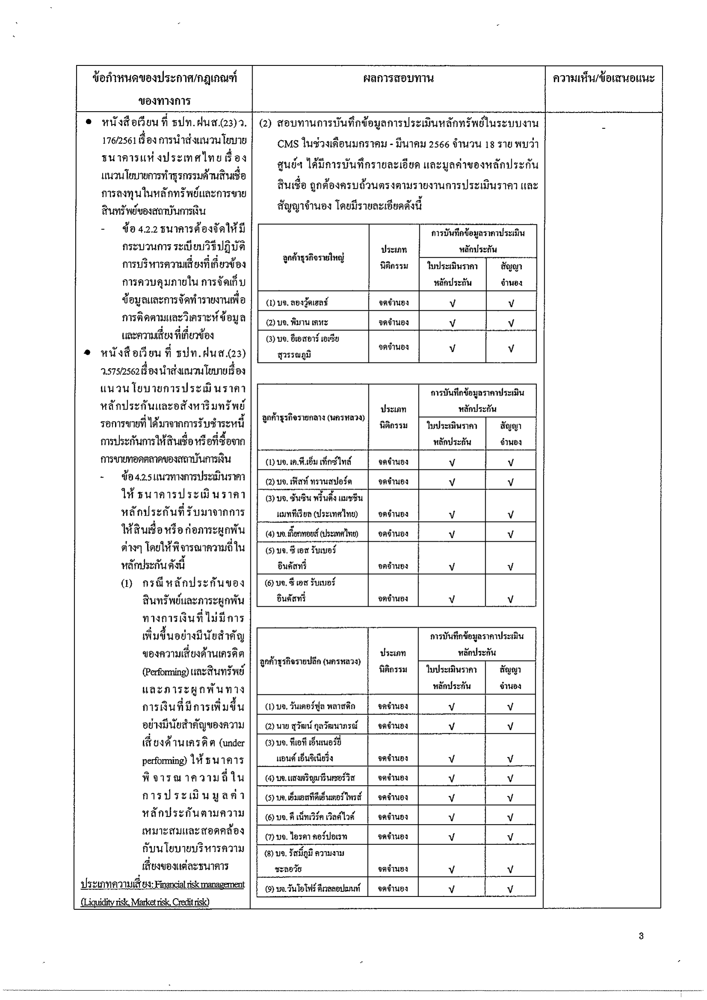 ข้อกำหนดของประกาศ/กฎเกณฑ์
ของทางการ
ผลการสอบทาน
ความเห็น/ข้อเสนอแนะ
● หนังสือเวียน ที่ ธปท.ฝนส.(23)ว.
176/2561 เรื่อง การนำส่งแนวนโยบาย
ธนาคารแห่งประเทศไทย เรื่อง
แนวนโยบายการทำธุรกรรมด้านสินเชื่อ
การลงทุนในหลักทรัพย์และการขาย
สินทรัพย์ของสถาบันการเงิน
- ข้อ 4.2.2 ธนาคารต้องจัดให้มี
กระบวนการ ระเบียบวิธีปฏิบัติ
การบริหารความเสี่ยงที่เกี่ยวข้อง
การควบคุมภายใน การจัดเก็บ
ข้อมูลและการจัดทำรายงานเพื่อ
การติดตามและวิเคราะห์ข้อมูล
และความเสี่ยง ที่เกี่ยวข้อง
● หนังสือเวียน ที่ ธปท.ฝนส.(23)
ว.575/2562 เรื่อง นำส่งแนวนโยบายเรื่อง
แนวนโยบายการประเมินราคา
หลักประกันและอสังหาริมทรัพย์
รอการขายที่ได้มาจากการรับชำระหนี้
การประกันการให้สินเชื่อ หรือที่ซื้อจาก
การขายทอดตลาดของสถาบันการเงิน
- ข้อ 4.2.5 แนวทางการประเมินราคา
ให้ธนาคารประเมินราคา
หลักประกันที่รับมาจากการ
ให้สินเชื่อ หรือ ก่อภาระผูกพัน
ต่างๆ โดยให้พิจารณาความถี่ใน
หลักประกัน ดังนี้
(1) กรณีหลักประกันของ
สินทรัพย์และภาระผูกพัน
ทางการเงินที่ไม่มีการ
เพิ่มขึ้นอย่างมีนัยสำคัญ
ของความเสี่ยงด้านเครดิต
(Performing) และสินทรัพย์
และภาระผูกพันทาง
การเงินที่มีการเพิ่มขึ้น
อย่างมีนัยสำคัญของความ
เสี่ยงด้านเครดิต (under
performing) ให้ธนาคาร
พิจารณาความถี่ใน
การประเมินมูลค่า
หลักประกันตามความ
เหมาะสมและสอดคล้อง
กับนโยบายบริหารความ
เสี่ยงของแต่ละธนาคาร
ประเภทความเสี่ยง: Financial risk management
(Liquidity risk, Market risk, Credit risk)
(2) สอบทานการบันทึกข้อมูลการประเมินหลักทรัพย์ในระบบงาน
CMS ในช่วงเดือนมกราคม - มีนาคม 2566 จำนวน 18 ราย พบว่า
ศูนย์ฯ ได้มีการบันทึกรายละเอียด และมูลค่าของหลักประกัน
สินเชื่อ ถูกต้องครบถ้วนตรงตามรายงานการประเมินราคา และ
สัญญาจำนอง โดยมีรายละเอียดดังนี้
ลูกค้าธุรกิจรายใหญ่
ประเภท
นิติกรรม
การบันทึกข้อมูลราคาประเมิน
หลักประกัน
ใบประเมินราคา
หลักประกัน
สัญญา
จำนอง
(1) บจ. ลองวู้ดเฮลธ์ จดจำนอง √ √
(2) บจ. พิมาน เคหะ จดจำนอง √ √
(3) บจ. อีเอสอาร์ เอเซีย
สุวรรณภูมิ จดจำนอง √ √
ลูกค้าธุรกิจรายกลาง (นครหลวง)
ประเภท
นิติกรรม
การบันทึกข้อมูลราคาประเมิน
หลักประกัน
ใบประเมินราคา
หลักประกัน
สัญญา
จำนอง
(1) บจ. เค.พี.เอ็ม เท็กซ์ไทล์ จดจำนอง √ √
(2) บจ. เฟิสท์ ทรานสปอร์ต จดจำนอง √ √
(3) บจ. ซันซิน พริ้นติ้ง แมชชีน
แมททีเรียล (ประเทศไทย) จดจำนอง √ √
(4) บจ. เกี๊ยกทอยส์ (ประเทศไทย) จดจำนอง √ √
(5) บจ. ซี เอส รับเบอร์
อินดัสทรี่ จดจำนอง √ √
(6) บจ. ซี เอส รับเบอร์
อินดัสทรี่ จดจำนอง √ √
ลูกค้าธุรกิจรายปลีก (นครหลวง)
ประเภท
นิติกรรม
การบันทึกข้อมูลราคาประเมิน
หลักประกัน
ใบประเมินราคา
หลักประกัน
สัญญา
จำนอง
(1) บจ. วันเดอร์ฟูล พลาสติก จดจำนอง √ √
(2) นาย สุวัฒน์ กุลวัฒนาภรณ์ จดจำนอง √ √
(3) บจ. ทีเอที เอ็นเนอร์ยี่
แอนด์ เอ็นจิเนียริ่ง จดจำนอง √ √
(4) บจ. แสงเจริญมารีนเซอร์วิส จดจำนอง √ √
(5) บจ. เอ็มเอสทีดีเอ็นเตอร์ไพรส์ จดจำนอง √ √
(6) บจ. ดี เน็ทเวิร์ค เวิลด์ไวด์ จดจำนอง √ √
(7) บจ. ไอรดา คอร์ปอเรท จดจำนอง √ √
(8) บจ. รัสมิ์ภูมิ ความงาม
ชะลอวัย จดจำนอง √ √
(9) บจ. วันโอโฟร์ ดีเวลลอปเมนท์ จดจำนอง √ √
-
3